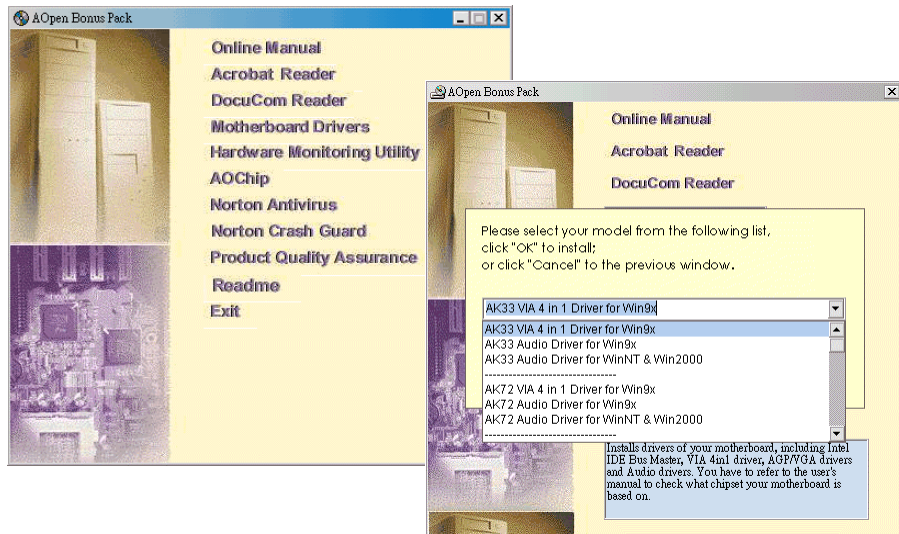 AOpen Bonus Pack
Online Manual
Acrobat Reader
DocuCom Reader
Motherboard Drivers
Hardware Monitoring Utility
AOChip
Norton Antivirus
Norton Crash Guard
Product Quality Assurance
Readme
Exit
AOpen Bonus Pack
Online Manual
Acrobat Reader
DocuCom Reader
Please select your model from the following list,
click "OK" to install;
or click "Cancel" to the previous window.
AK33 VIA 4 in 1 Driver for Win9x
AK33 VIA 4 in 1 Driver for Win9x
AK33 Audio Driver for Win9x
AK33 Audio Driver for WinNT & Win2000
---------------------------------
AK72 VIA 4 in 1 Driver for Win9x
AK72 Audio Driver for Win9x
AK72 Audio Driver for WinNT & Win2000
---------------------------------
Installs drivers of your motherboard, including Intel
IDE Bus Master, VIA 4in1 driver, AGP/VGA drivers
and Audio drivers. You have to refer to the user's
manual to check what chipset your motherboard is
based on.